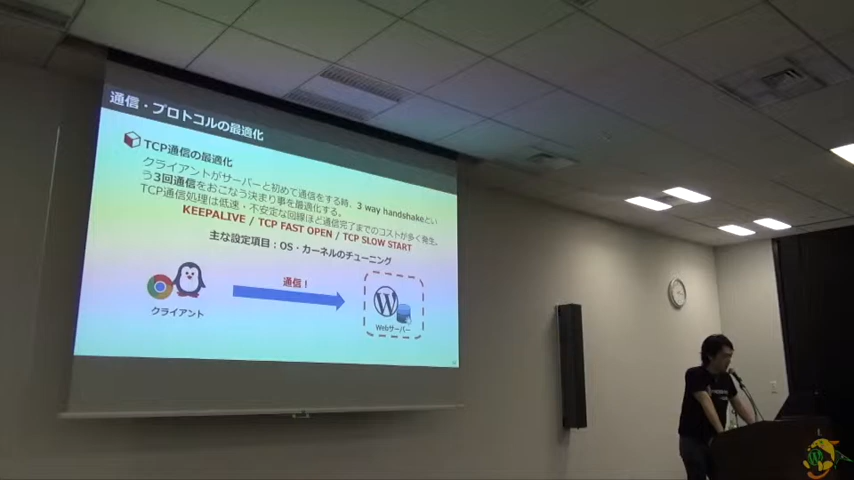 通信・プロトコルの最適化
TCP通信の最適化
クライアントがサーバーと初めて通信をする時、3 way handshakeとい
う3回通信をおこなう決まり事を最適化する。
TCP通信処理は低速・不安定な回線ほど通信完了までのコストが多く発生。
KEEPALIVE / TCP FAST OPEN / TCP SLOW START
主な設定項目：OS・カーネルのチューニング
通信！
クライアント
Webサーバー